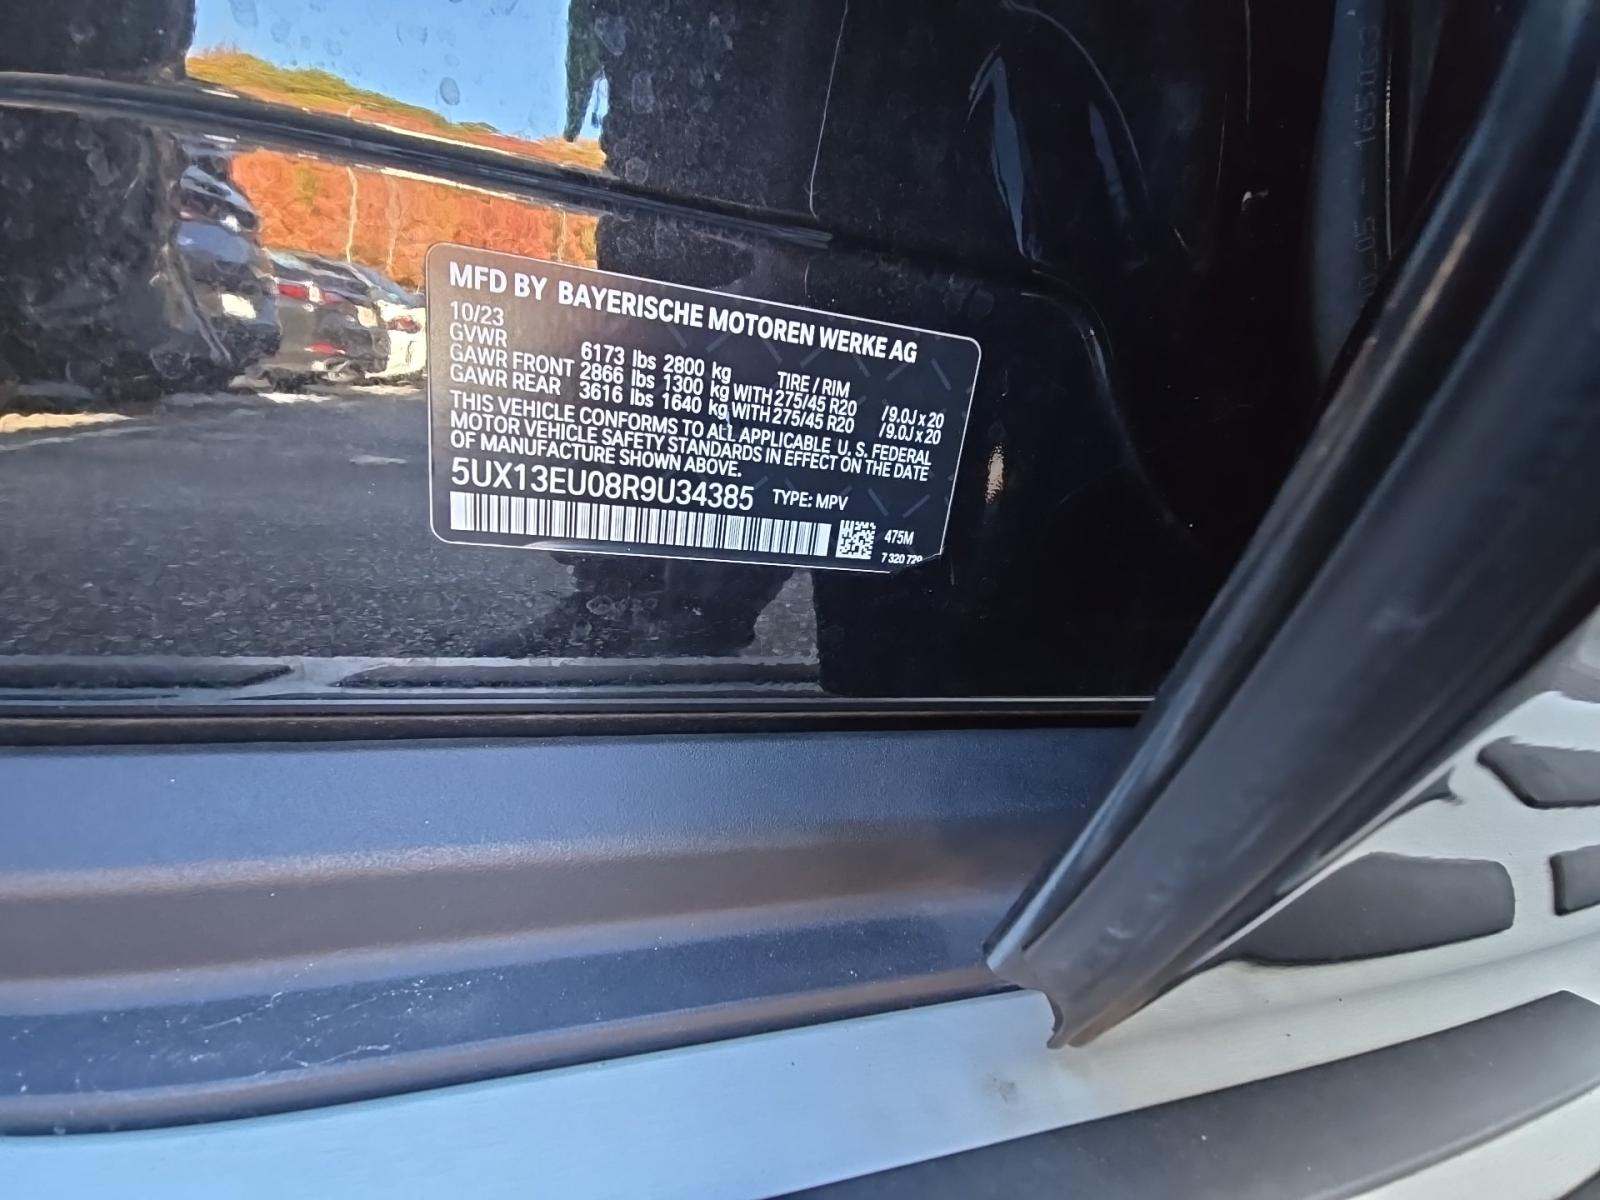 MFD BY BAYERISCHE MOTOREN WERKE AG
10/23
GVWR 6173 lbs 2800 kg TIRE / RIM
GAWR FRONT 2866 lbs 1300 kg WITH 275/45 R20 / 9.0J x 20
GAWR REAR 3616 lbs 1640 kg WITH 275/45 R20 / 9.0J x 20
THIS VEHICLE CONFORMS TO ALL APPLICABLE U. S. FEDERAL
MOTOR VEHICLE SAFETY STANDARDS IN EFFECT ON THE DATE
OF MANUFACTURE SHOWN ABOVE.
5UX13EU08R9U34385 TYPE: MPV
475M
7 320 729